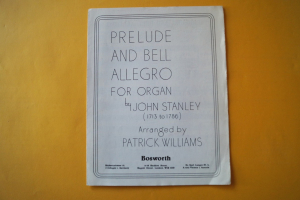 PRELUDE
AND BELL
ALLEGRO
FOR ORGAN
by JOHN STANLEY
(1713 to 1786)
Arranged by
PATRICK WILLIAMS
Bosworth